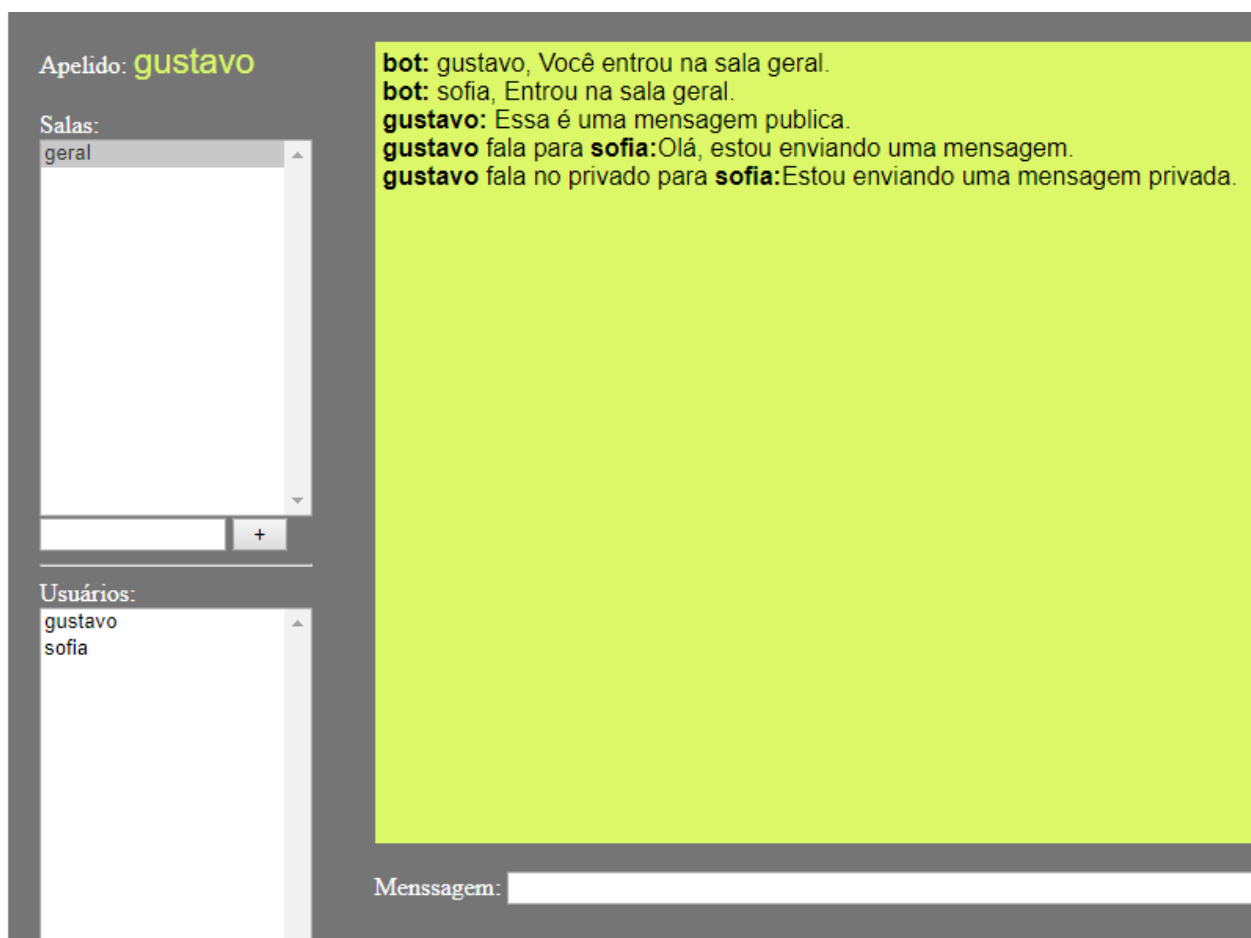 Apelido: gustavo
Salas:
geral
+
Usuários:
gustavo
sofia
bot: gustavo, Você entrou na sala geral.
bot: sofia, Entrou na sala geral.
gustavo: Essa é uma mensagem publica.
gustavo fala para sofia:Olá, estou enviando uma mensagem.
gustavo fala no privado para sofia:Estou enviando uma mensagem privada.
Menssagem: